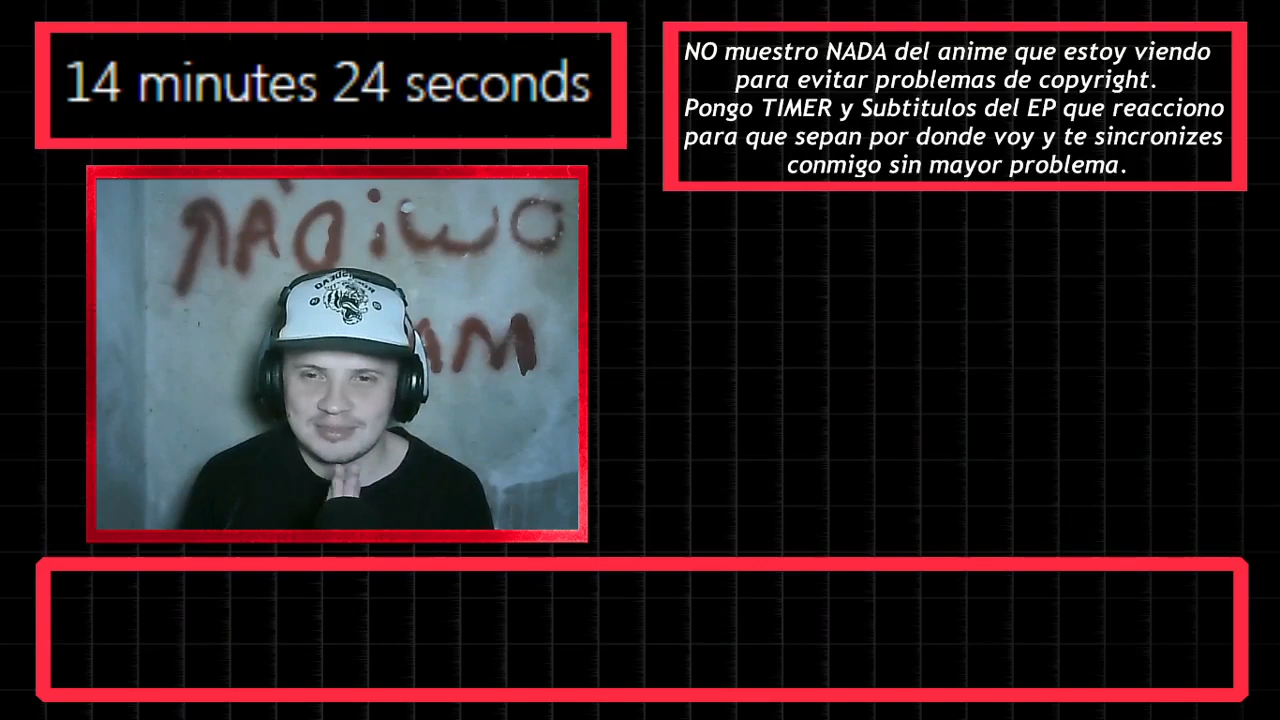 14 minutes 24 seconds
NO muestro NADA del anime que estoy viendo
para evitar problemas de copyright.
Pongo TIMER y Subtitulos del EP que reacciono
para que sepan por donde voy y te sincronizes
conmigo sin mayor problema.